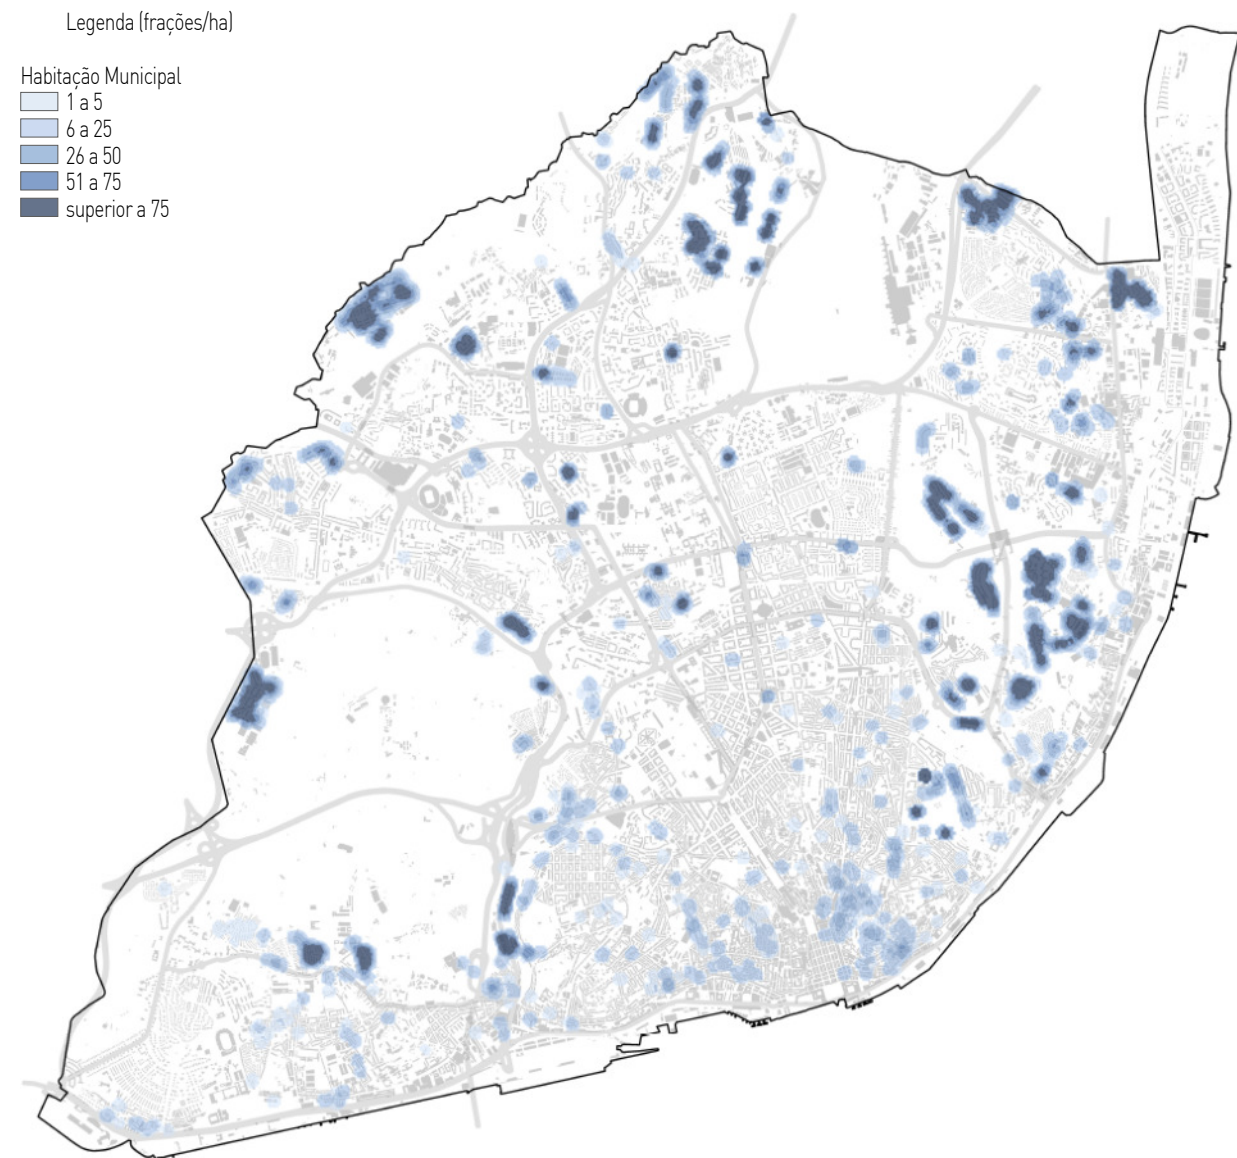 Legenda (frações/ha)
Habitação Municipal
1 a 5
6 a 25
26 a 50
51 a 75
superior a 75